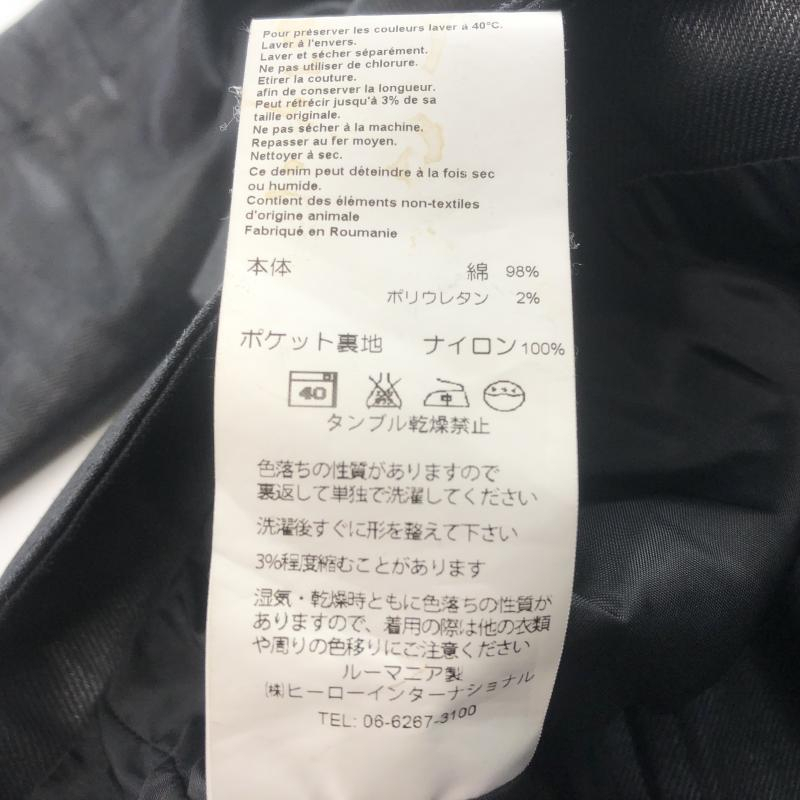 Pour préserver les couleurs laver à 40°C.
Laver à l'envers.
Laver et sécher séparément.
Ne pas utiliser de chlorure.
Etirer la couture.
afin de conserver la longueur.
Peut rétrécir jusqu'à 3% de sa
taille originale.
Ne pas sécher à la machine.
Repasser au fer moyen.
Nettoyer à sec.
Ce denim peut déteindre à la fois sec
ou humide.
Contient des éléments non-textiles
d'origine animale
Fabriqué en Roumanie
本体 綿 98%
ポリウレタン 2%
ポケット裏地 ナイロン100%
40 中
タンブル乾燥禁止
色落ちの性質がありますので
裏返して単独で洗濯してください
洗濯後すぐに形を整えて下さい
3%程度縮むことがあります
湿気・乾燥時ともに色落ちの性質が
ありますので、着用の際は他の衣類
や周りの色移りにご注意ください
ルーマニア製
㈱ヒーローインターナショナル
TEL: 06-6267-3100